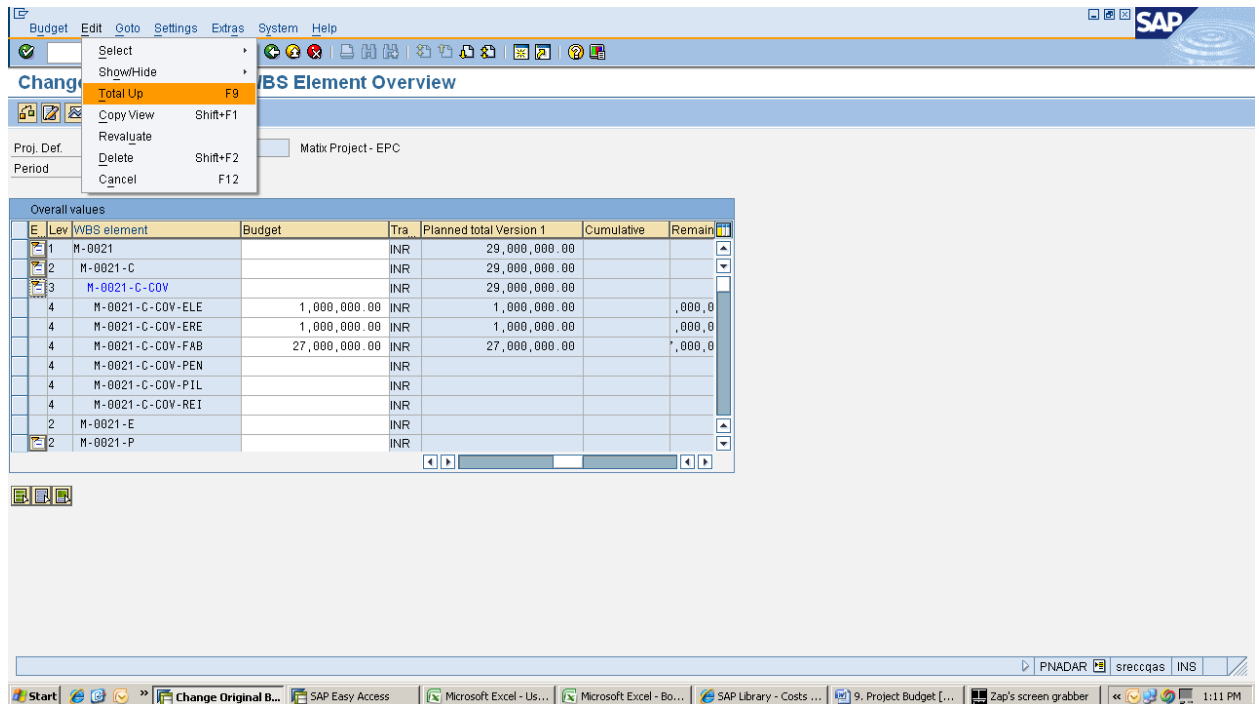 Budget Edit Goto Settings Extras System Help
SAP
Select
Show/Hide
Chang
/BS Element Overview
Total Up F9
Copy View Shift+F1
Revaluate
Proj. Def. Matix Project - EPC
Delete Shift+F2
Period
Cancel F12
Overall values
E.. Lev WBS element Budget Tra... Planned total Version 1 Cumulative Remain
1 M-0021 INR 29,000,000.00
2 M-0021-C INR 29,000,000.00
3 M-0021-C-COV INR 29,000,000.00
4 M-0021-C-COV-ELE 1,000,000.00 INR 1,000,000.00 ,000,0
4 M-0021-C-COV-ERE 1,000,000.00 INR 1,000,000.00 ,000,0
4 M-0021-C-COV-FAB 27,000,000.00 INR 27,000,000.00 ,000,0
4 M-0021-C-COV-PEN INR
4 M-0021-C-COV-PIL INR
4 M-0021-C-COV-REI INR
2 M-0021-E INR
2 M-0021-P INR
PNADAR sreccqas INS
Start » Change Original B... SAP Easy Access Microsoft Excel - Us... Microsoft Excel - Bo... SAP Library - Costs ... 9. Project Budget [... Zap's screen grabber « 1:11 PM